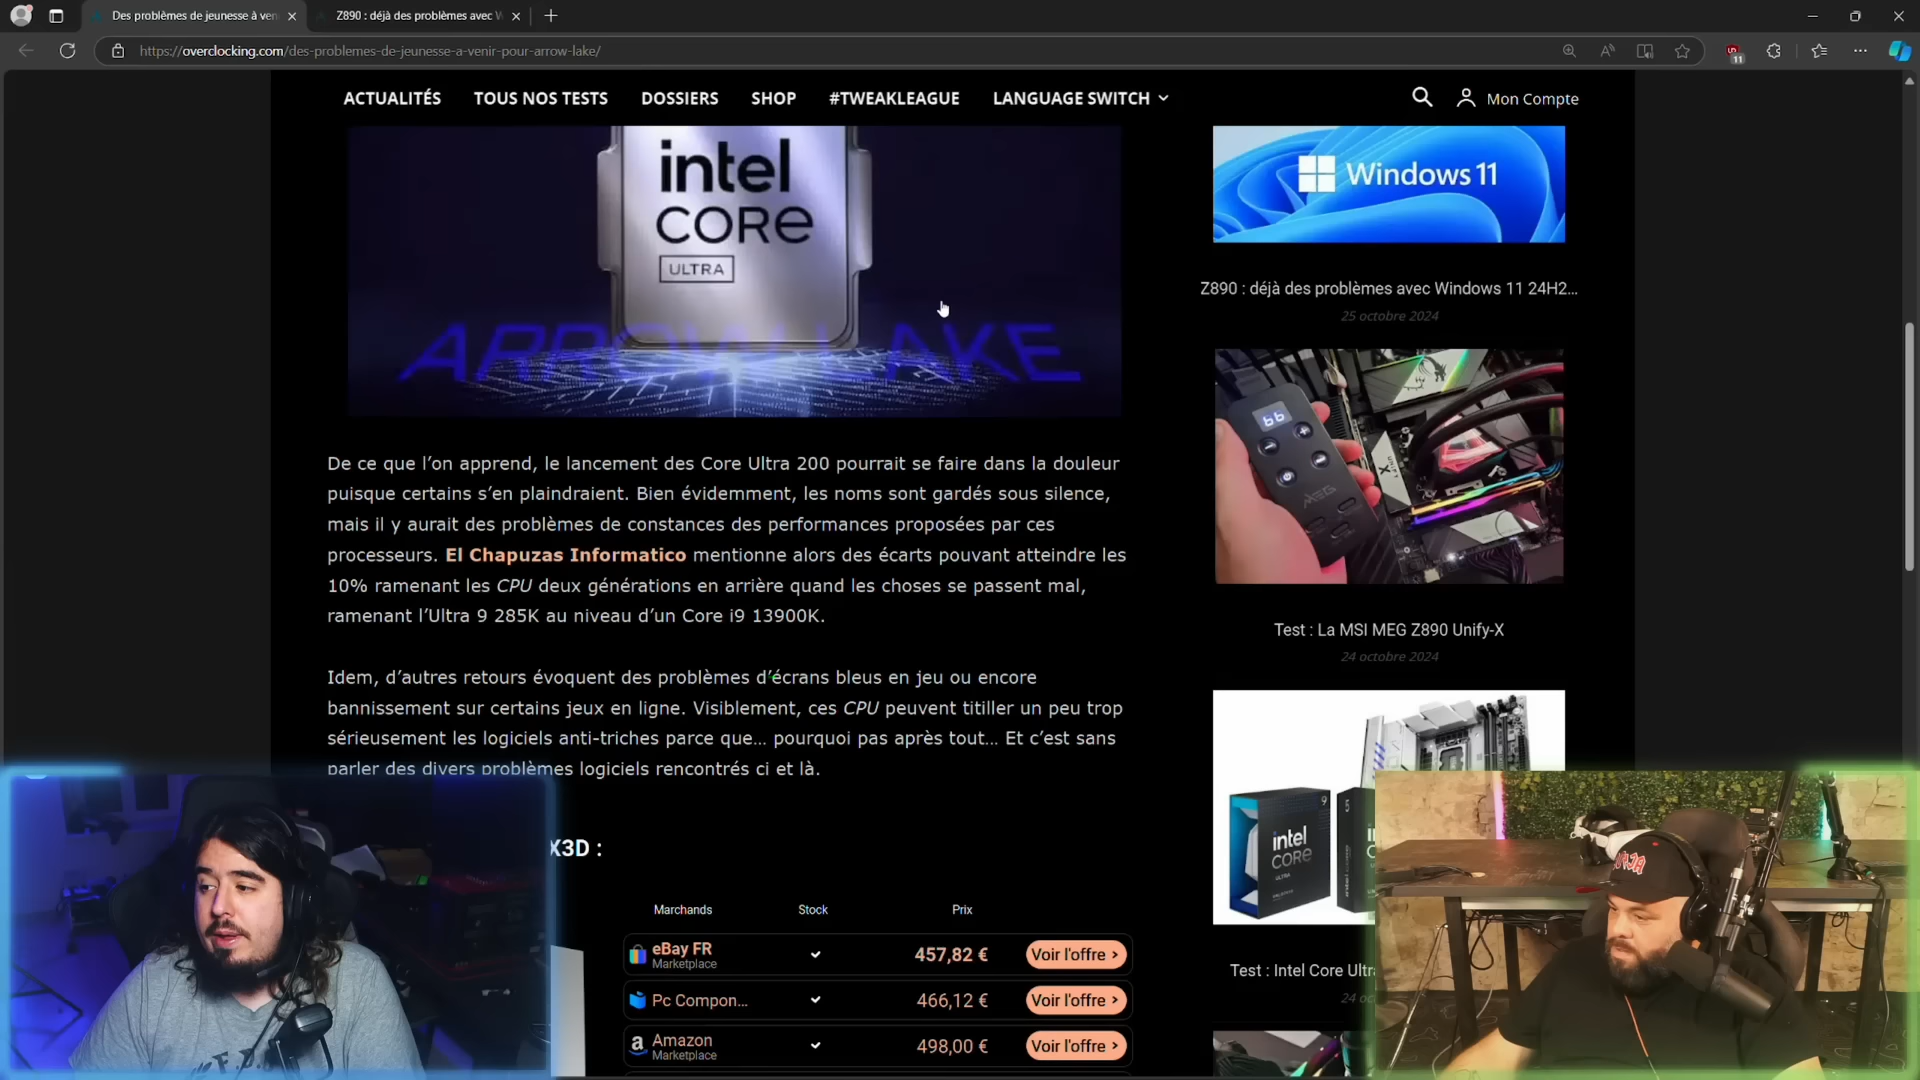 Des problèmes de jeunesse à ven
Z890 : déjà des problèmes avec W
https://overclocking.com/des-problemes-de-jeunesse-a-venir-pour-arrow-lake/
11
ACTUALITÉS
TOUS NOS TESTS
DOSSIERS
SHOP
#TWEAKLEAGUE
LANGUAGE SWITCH
Mon Compte
intel
CORE
ULTRA
ARROW LAKE
De ce que l’on apprend, le lancement des Core Ultra 200 pourrait se faire dans la douleur
puisque certains s’en plaindraient. Bien évidemment, les noms sont gardés sous silence,
mais il y aurait des problèmes de constances des performances proposées par ces
processeurs. El Chapuzas Informatico mentionne alors des écarts pouvant atteindre les
10% ramenant les CPU deux générations en arrière quand les choses se passent mal,
ramenant l’Ultra 9 285K au niveau d’un Core i9 13900K.
Idem, d’autres retours évoquent des problèmes d’écrans bleus en jeu ou encore
bannissement sur certains jeux en ligne. Visiblement, ces CPU peuvent titiller un peu trop
sérieusement les logiciels anti-triches parce que… pourquoi pas après tout… Et c’est sans
parler des divers problèmes logiciels rencontrés ci et là.
X3D :
Marchands
Stock
Prix
eBay FR
Marketplace
457,82 €
Voir l'offre >
Pc Compon...
466,12 €
Voir l'offre >
Amazon
Marketplace
498,00 €
Voir l'offre >
Windows 11
Z890 : déjà des problèmes avec Windows 11 24H2…
25 octobre 2024
MEG
Test : La MSI MEG Z890 Unify-X
24 octobre 2024
intel
CORE
ULTRA
9
5
Test : Intel Core Ultra
24 oc